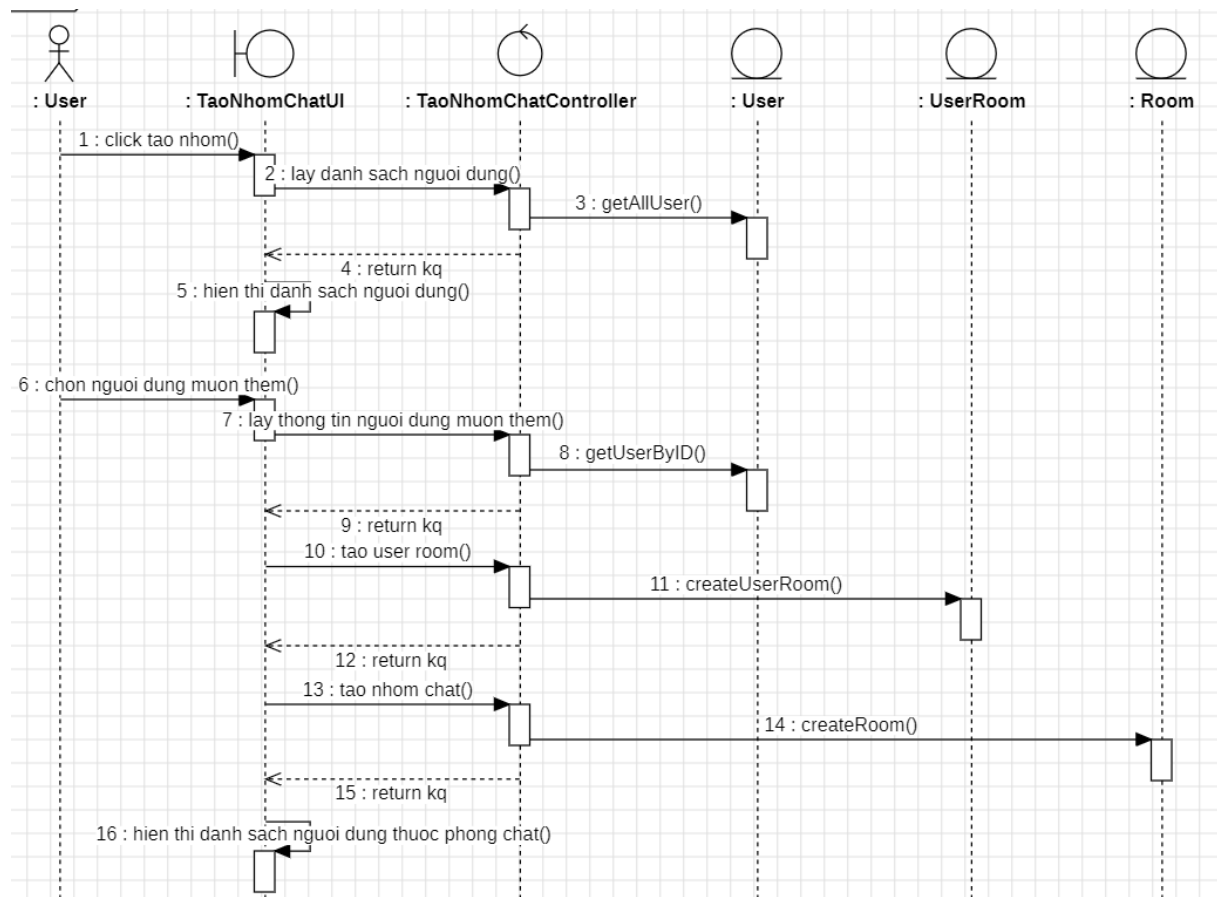 : User
: TaoNhomChatUI
: TaoNhomChatController
: User
: UserRoom
: Room
1 : click tao nhom()
2 : lay danh sach nguoi dung()
3 : getAllUser()
4 : return kq
5 : hien thi danh sach nguoi dung()
6 : chon nguoi dung muon them()
7 : lay thong tin nguoi dung muon them()
8 : getUserByID()
9 : return kq
10 : tao user room()
11 : createUserRoom()
12 : return kq
13 : tao nhom chat()
14 : createRoom()
15 : return kq
16 : hien thi danh sach nguoi dung thuoc phong chat()